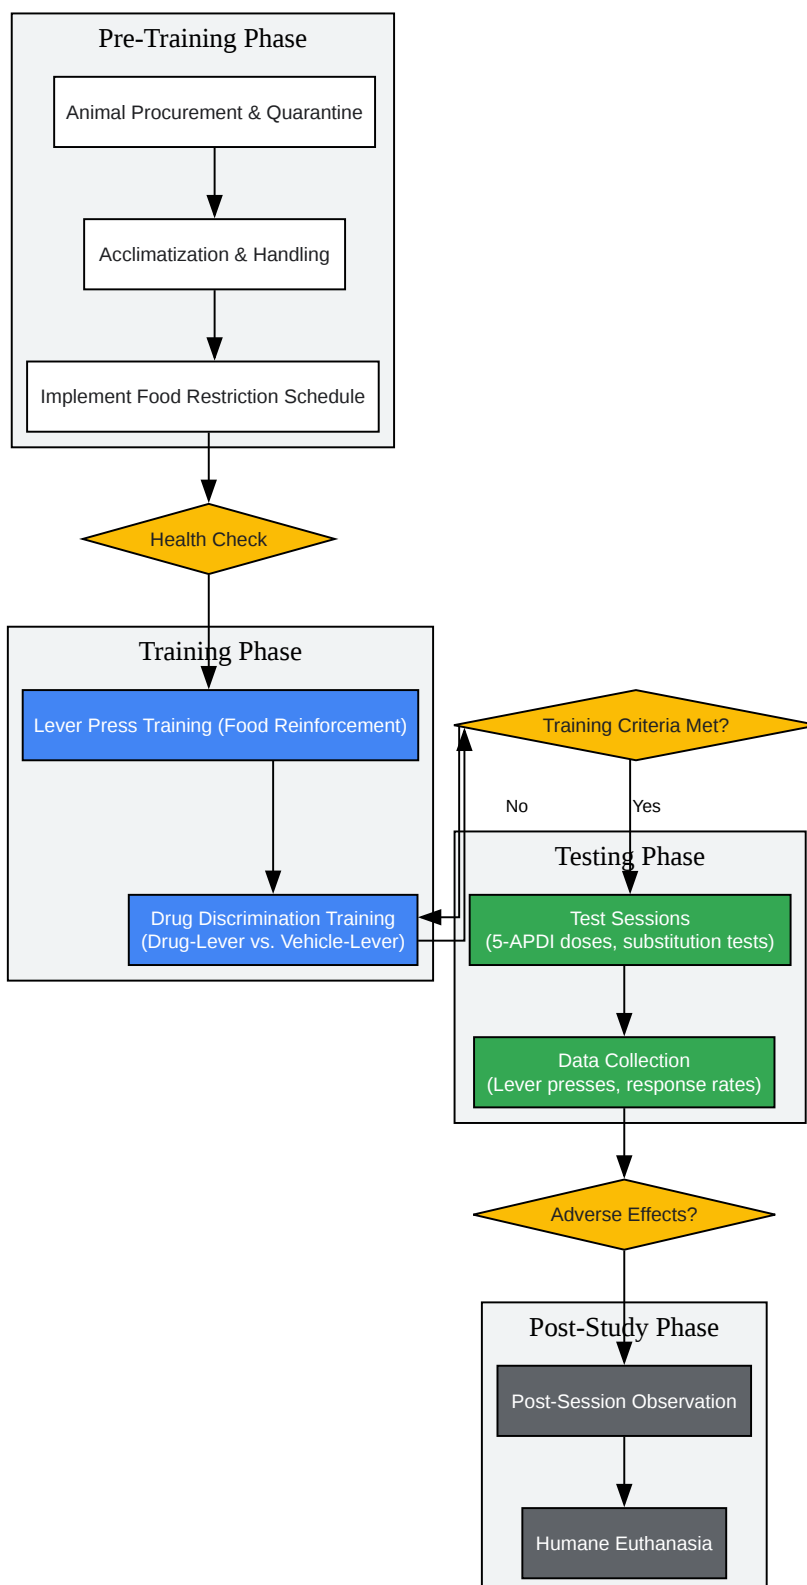 Pre-Training Phase
Animal Procurement & Quarantine
Acclimatization & Handling
Implement Food Restriction Schedule
Health Check
Training Phase
Lever Press Training (Food Reinforcement)
Training Criteria Met?
No
Yes
Testing Phase
Drug Discrimination Training
(Drug-Lever vs. Vehicle-Lever)
Test Sessions
(5-APDI doses, substitution tests)
Data Collection
(Lever presses, response rates)
Adverse Effects?
Post-Study Phase
Post-Session Observation
Humane Euthanasia